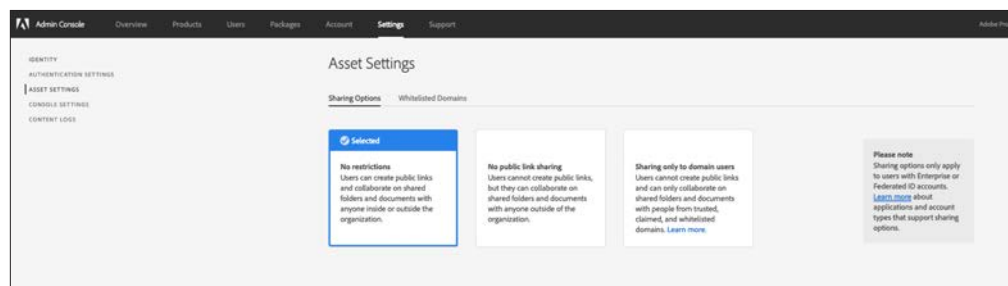 Admin Console Overview Products Users Packages Account Settings Support Adobe Pro
IDENTITY
AUTHENTICATION SETTINGS
ASSET SETTINGS
CONSOLE SETTINGS
CONTENT LOGS
Asset Settings
Sharing Options Whitelisted Domains
Selected
No restrictions
Users can create public links
and collaborate on shared
folders and documents with
anyone inside or outside the
organization.
No public link sharing
Users cannot create public links,
but they can collaborate on
shared folders and documents
with anyone outside of the
organization.
Sharing only to domain users
Users cannot create public links
and can only collaborate on
shared folders and documents
with people from trusted,
claimed, and whitelisted
domains. Learn more.
Please note
Sharing options only apply
to users with Enterprise or
Federated ID accounts.
Learn more about
applications and account
types that support sharing
options.